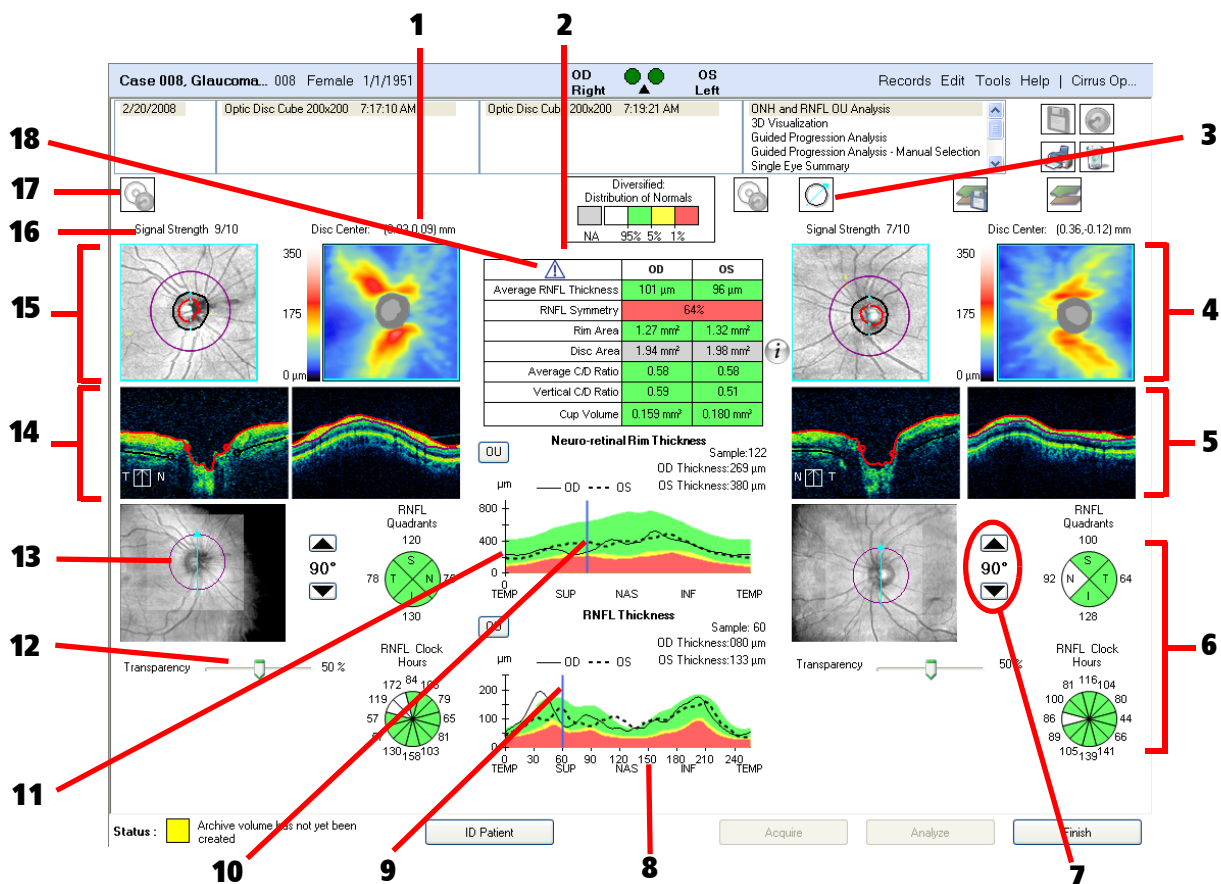 1
2
Case 008, Glaucoma... 008 Female 1/1/1951
OD Right
OS Left
Records Edit Tools Help | Cirrus Op...
2/20/2008
Optic Disc Cube 200x200 7:17:10 AM
Optic Disc Cube 200x200 7:19:21 AM
ONH and RNFL OU Analysis
3D Visualization
Guided Progression Analysis
Guided Progression Analysis - Manual Selection
Single Eye Summary
18
3
17
Diversified:
Distribution of Normals
NA 95% 5% 1%
16
Signal Strength 9/10
Disc Center: 0.09) mm
Signal Strength 7/10
Disc Center: (0.36,-0.12) mm
15
350
175
0 µm
OD OS
Average RNFL Thickness 101 µm 96 µm
RNFL Symmetry 64%
Rim Area 1.27 mm² 1.32 mm²
Disc Area 1.94 mm² 1.98 mm²
Average C/D Ratio 0.58 0.58
Vertical C/D Ratio 0.59 0.51
Cup Volume 0.159 mm³ 0.180 mm³
i
350
175
0 µm
4
14
T N
N T
5
Neuro-retinal Rim Thickness
OU
Sample:122
OD Thickness:269 µm
OS Thickness:380 µm
µm
OD OS
800
400
0
0
TEMP SUP NAS INF TEMP
13
RNFL
Quadrants
120
S
78 T N
I
130
90°
90°
RNFL
Quadrants
100
S
92 N T 64
I
128
6
12
Transparency 50 %
RNFL Clock
Hours
84
172
119 79
57 65
81
130 103
158
RNFL Thickness
Sample: 60
OD Thickness:080 µm
OS Thickness:133 µm
µm
OD OS
200
100
0
0 30 60 90 120 150 180 210 240
TEMP SUP NAS INF TEMP
Transparency 50%
RNFL Clock
Hours
116
81 104
100 80
86 44
89 66
105 141
139
11
Status :
Archive volume has not yet been
created
ID Patient
Acquire
Analyze
Finish
10
9
8
7